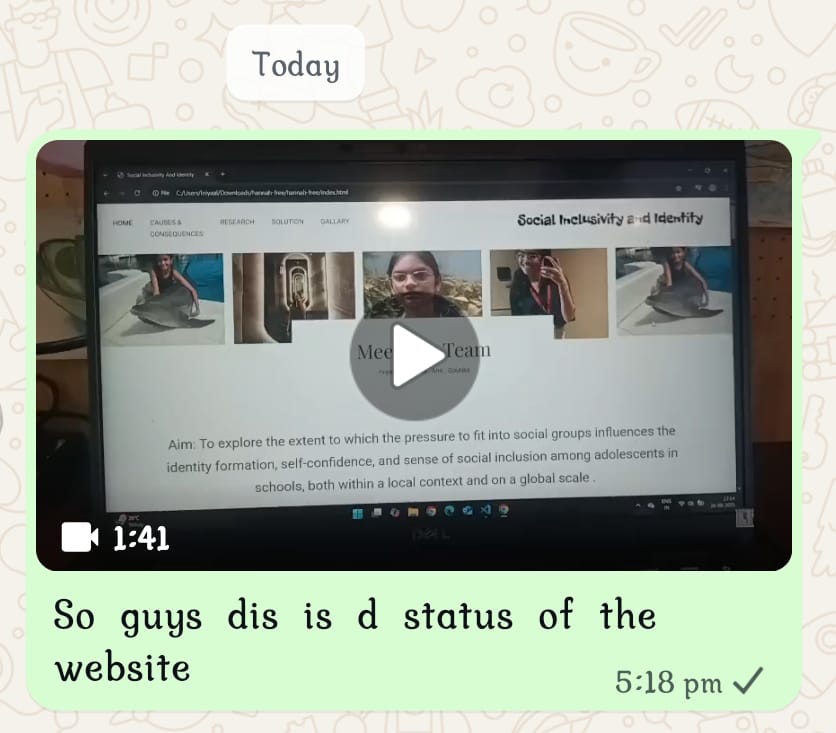 Today
Social Inclusivity And Identity
File C:/Users/Iniyaal/Downloads/hannah-free/hannah-free/index.html
HOME CAUSES & RESEARCH SOLUTION GALLARY
CONSEQUENCES
Social Inclusivity and Identity
Team
Aim: To explore the extent to which the pressure to fit into social groups influences the
identity formation, self-confidence, and sense of social inclusion among adolescents in
schools, both within a local context and on a global scale .
ENG
IN
DELL
1:41
So guys dis is d status of the
website
5:18 pm